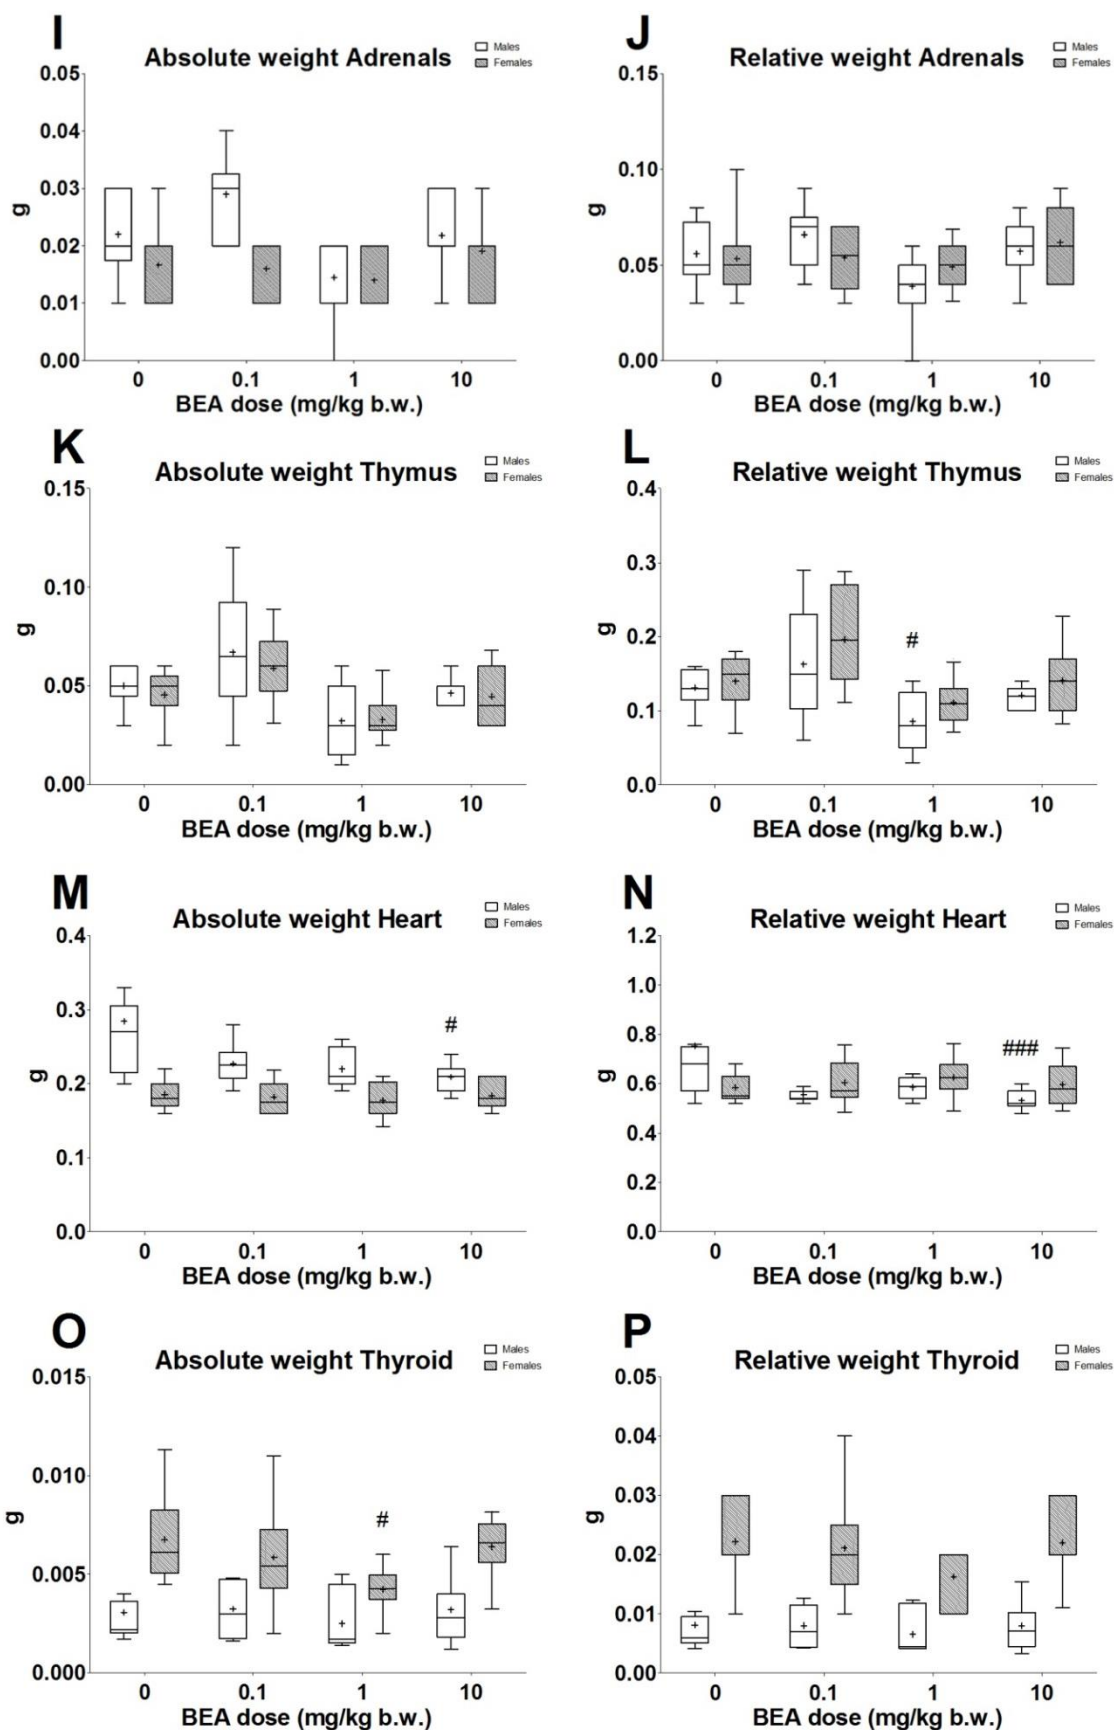 I
Absolute weight Adrenals
Males
Females
0.05
0.04
0.03
0.02
0.01
0.00
g
0 0.1 1 10
BEA dose (mg/kg b.w.)
J
Relative weight Adrenals
Males
Females
0.15
0.10
0.05
0.00
g
0 0.1 1 10
BEA dose (mg/kg b.w.)
K
Absolute weight Thymus
Males
Females
0.15
0.10
0.05
0.00
g
0 0.1 1 10
BEA dose (mg/kg b.w.)
L
Relative weight Thymus
Males
Females
0.4
0.3
0.2
0.1
0.0
g
#
0 0.1 1 10
BEA dose (mg/kg b.w.)
M
Absolute weight Heart
Males
Females
0.4
0.3
0.2
0.1
0.0
g
#
0 0.1 1 10
BEA dose (mg/kg b.w.)
N
Relative weight Heart
Males
Females
1.2
1.0
0.8
0.6
0.4
0.2
0.0
g
###
0 0.1 1 10
BEA dose (mg/kg b.w.)
O
Absolute weight Thyroid
Males
Females
0.015
0.010
0.005
0.000
g
#
0 0.1 1 10
BEA dose (mg/kg b.w.)
P
Relative weight Thyroid
Males
Females
0.05
0.04
0.03
0.02
0.01
0.00
g
0 0.1 1 10
BEA dose (mg/kg b.w.)